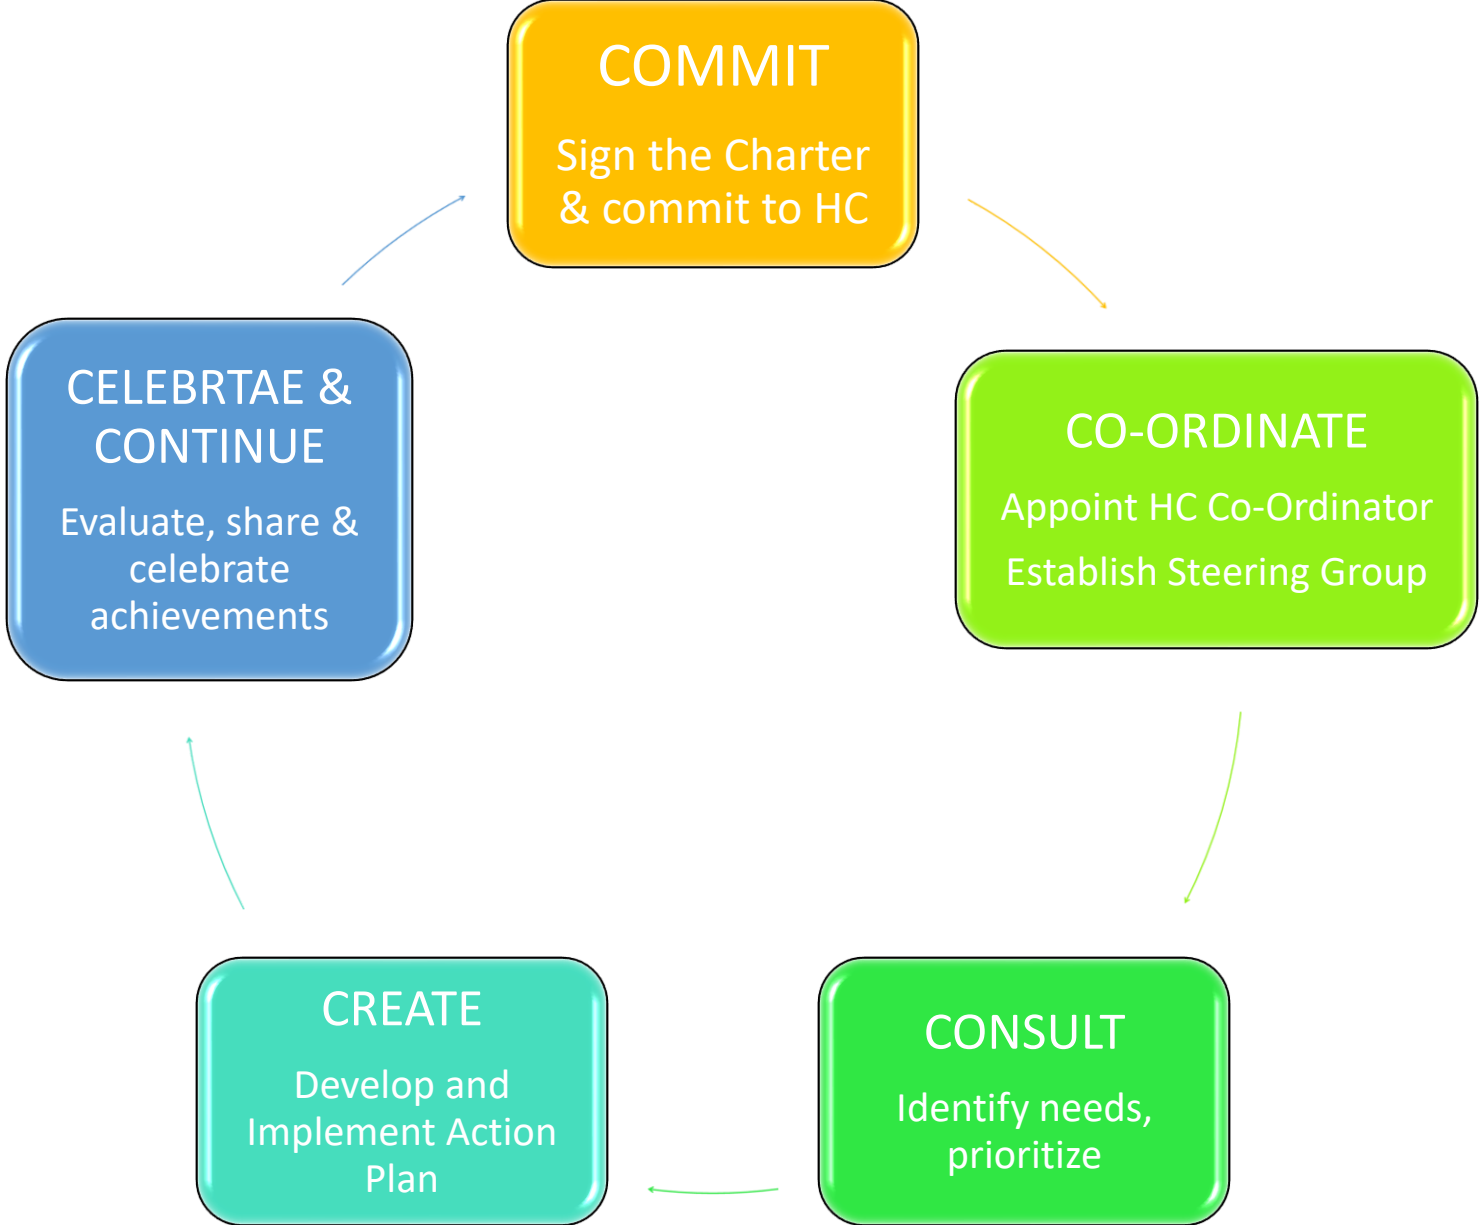 COMMIT
Sign the Charter
& commit to HC
CO-ORDINATE
Appoint HC Co-Ordinator
Establish Steering Group
CONSULT
Identify needs,
prioritize
CREATE
Develop and
Implement Action
Plan
CELEBRTAE &
CONTINUE
Evaluate, share &
celebrate
achievements